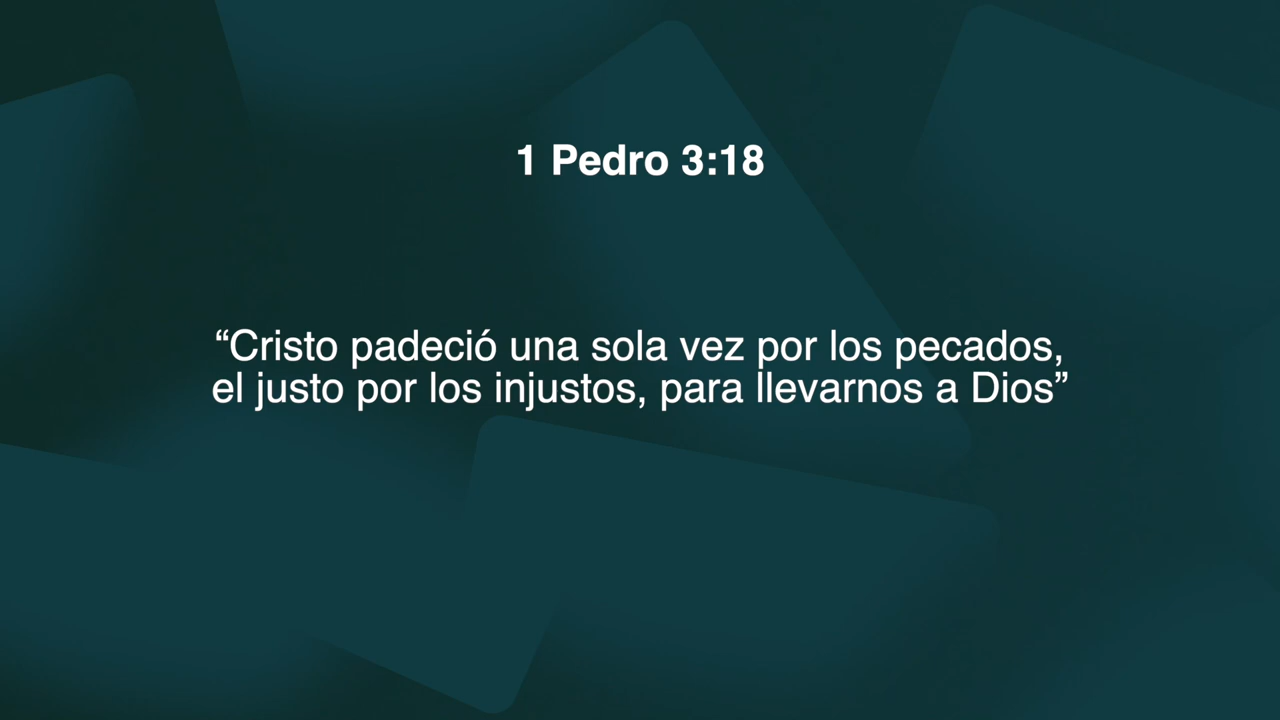 1 Pedro 3:18
“Cristo padeció una sola vez por los pecados,
el justo por los injustos, para llevarnos a Dios”